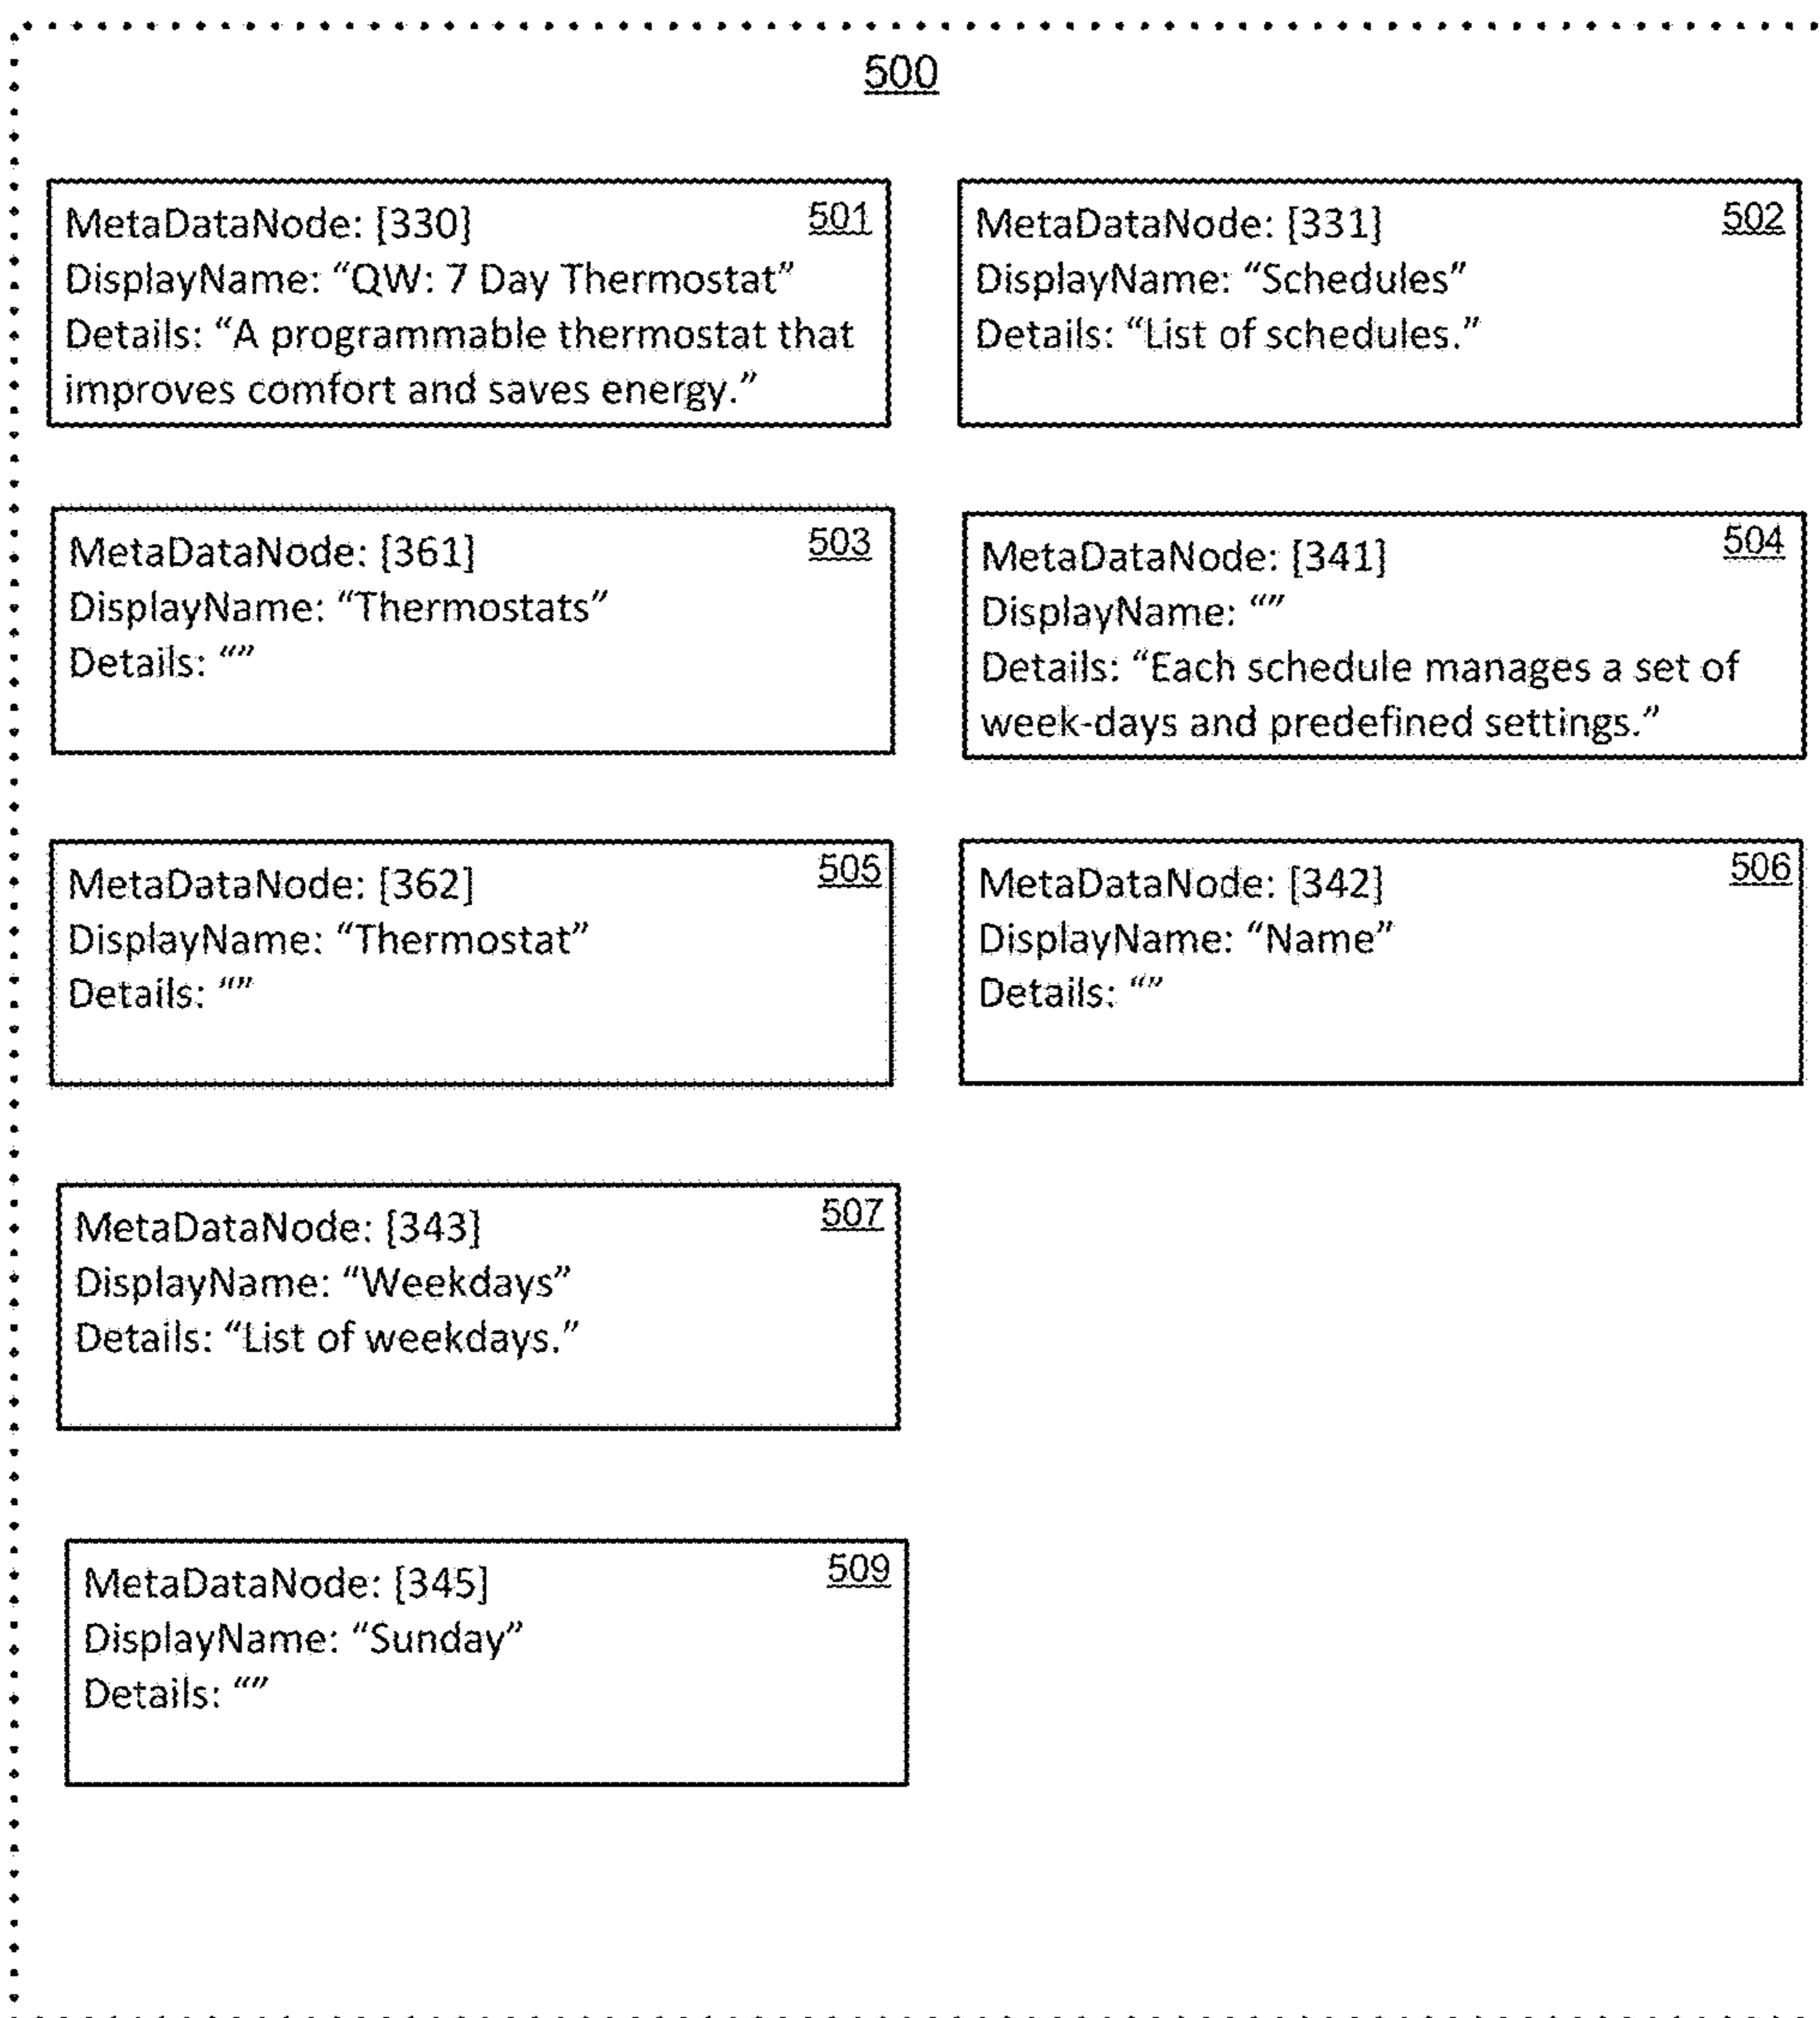 500
MetaDataNode: [330] 501
DisplayName: “QW: 7 Day Thermostat”
Details: “A programmable thermostat that
improves comfort and saves energy.”
MetaDataNode: [331] 502
DisplayName: “Schedules”
Details: “List of schedules.”
MetaDataNode: [361] 503
DisplayName: “Thermostats”
Details: “”
MetaDataNode: [341] 504
DisplayName: “”
Details: “Each schedule manages a set of
week-days and predefined settings.”
MetaDataNode: [362] 505
DisplayName: “Thermostat”
Details: “”
MetaDataNode: [342] 506
DisplayName: “Name”
Details: “”
MetaDataNode: [343] 507
DisplayName: “Weekdays”
Details: “List of weekdays.”
MetaDataNode: [345] 509
DisplayName: “Sunday”
Details: “”